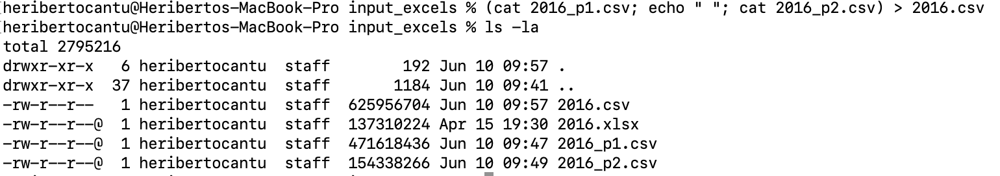 heribertocantu@Heribertos-MacBook-Pro input_excels % (cat 2016_p1.csv; echo " "; cat 2016_p2.csv) > 2016.csv
heribertocantu@Heribertos-MacBook-Pro input_excels % ls -la
total 2795216
drwxr-xr-x   6 heribertocantu  staff        192 Jun 10 09:57 .
drwxr-xr-x  37 heribertocantu  staff       1184 Jun 10 09:41 ..
-rw-r--r--   1 heribertocantu  staff  625956704 Jun 10 09:57 2016.csv
-rw-r--r--@  1 heribertocantu  staff  137310224 Apr 15 19:30 2016.xlsx
-rw-r--r--@  1 heribertocantu  staff  471618436 Jun 10 09:47 2016_p1.csv
-rw-r--r--@  1 heribertocantu  staff  154338266 Jun 10 09:49 2016_p2.csv